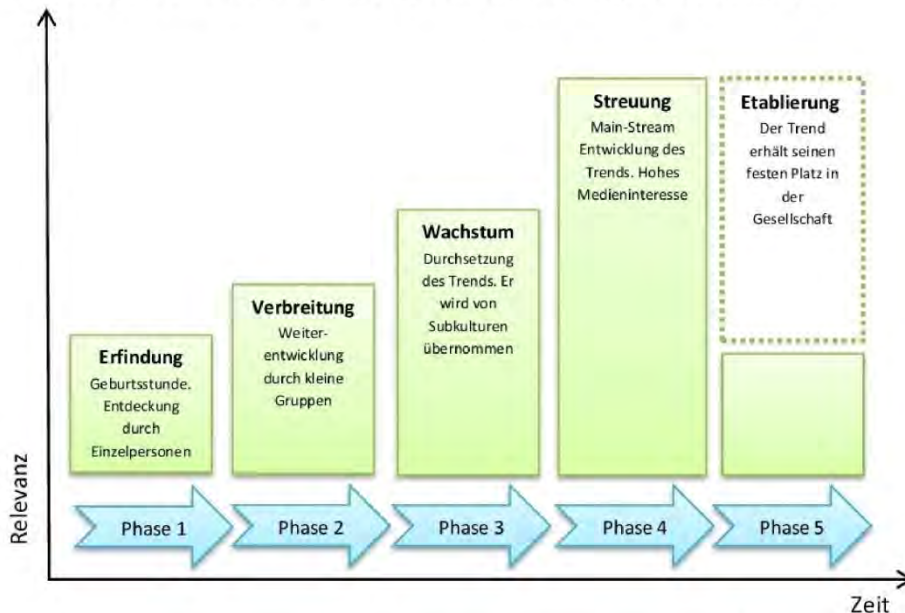 Relevanz
Erfindung
Geburtsstunde.
Entdeckung
durch
Einzelpersonen
Verbreitung
Weiter-
entwicklung
durch kleine
Gruppen
Wachstum
Durchsetzung
des Trends. Er
wird von
Subkulturen
übernommen
Streuung
Main-Stream
Entwicklung des
Trends. Hohes
Medieninteresse
Etablierung
Der Trend
erhält seinen
festen Platz in
der
Gesellschaft
Phase 1
Phase 2
Phase 3
Phase 4
Phase 5
Zeit